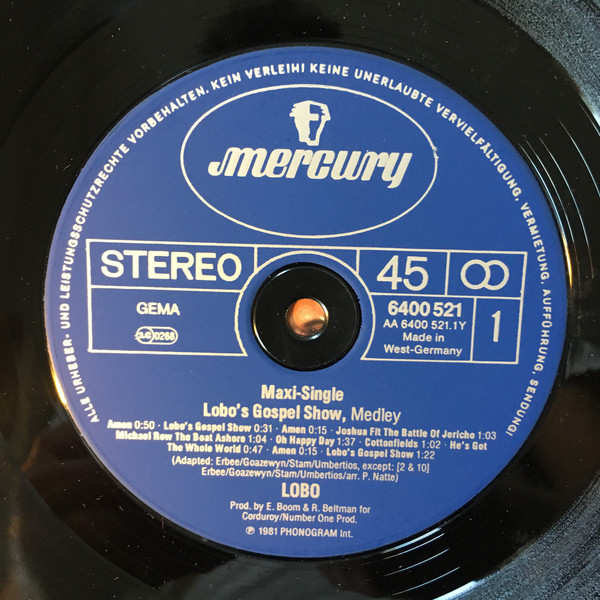 ALLE URHEBER- UND LEISTUNGSSCHUTZRECHTE VORBEHALTEN. KEIN VERLEIH! KEINE UNERLAUBTE VERVIELFÄLTIGUNG, VERMIETUNG, AUFFÜHRUNG, SENDUNG!
mercury
STEREO 45
GEMA 6400 521 1
0268 AA 6400 521.1Y
Made in
West-Germany
Maxi-Single
Lobo's Gospel Show, Medley
Amen 0:50 · Lobo's Gospel Show 0:31 · Amen 0:15 · Joshua Fit The Battle Of Jericho 1:03
Michael Row The Boat Ashore 1:04 · Oh Happy Day 1:37 · Cottonfields 1:02 · He's Got
The Whole World 0:47 · Amen 0:15 · Lobo's Gospel Show 1:22
(Adapted: Erbee/Goazewyn/Stam/Umbertios, except: [2 & 10]
Erbee/Goazewyn/Stam/Umbertios/arr. P. Natte)
LOBO
Prod. by E. Boom & R. Beltman for
Corduroy/Number One Prod.
℗ 1981 PHONOGRAM Int.